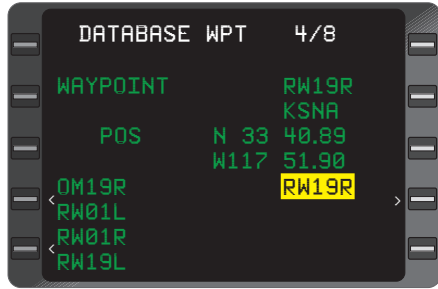 DATABASE WPT 4/8
WAYPOINT RW19R
KSNA
POS N 33 40.89
W117 51.90
OM19R RW19R
<RW01L >
RW01R
<RW19L